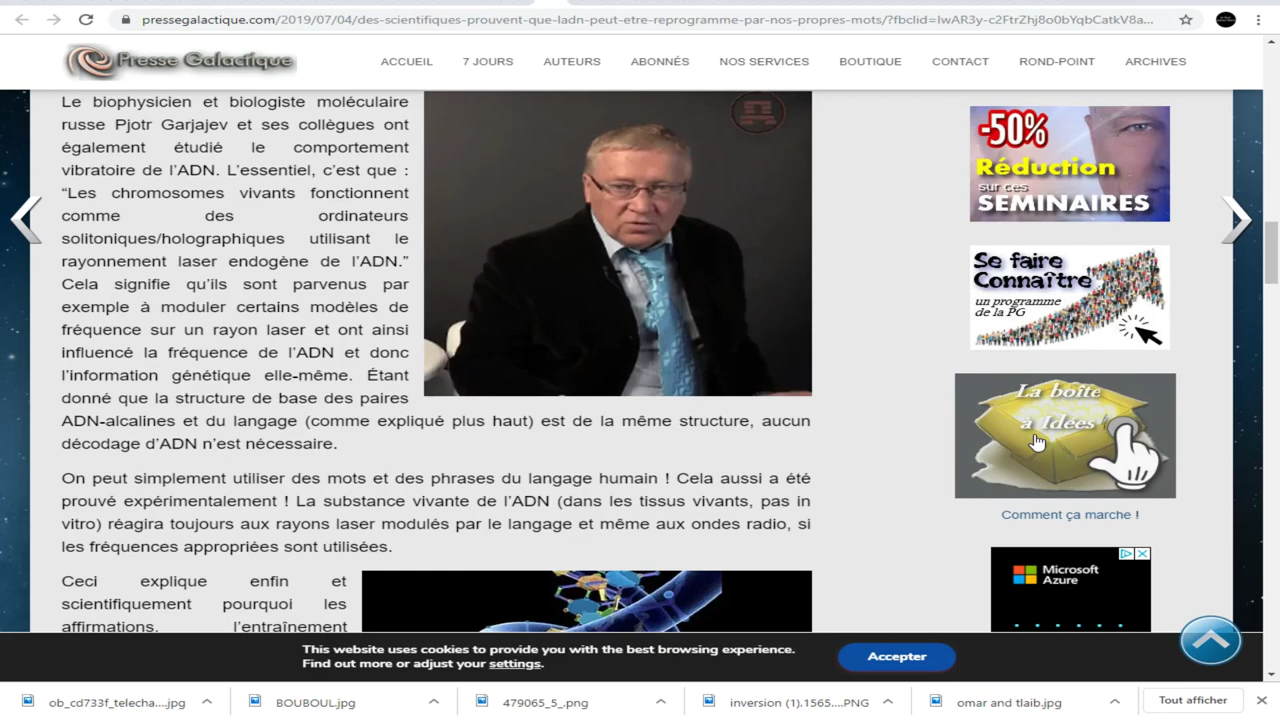 pressegalactique.com/2019/07/04/des-scientifiques-prouvent-que-ladn-peut-etre-reprogramme-par-nos-propres-mots/?fbclid=IwAR3y-c2FtrZhj8o0bYqbCatkV8a...
Presse Galactique
ACCUEIL 7 JOURS AUTEURS ABONNÉS NOS SERVICES BOUTIQUE CONTACT ROND-POINT ARCHIVES
Le biophysicien et biologiste moléculaire
russe Pjotr Garjajev et ses collègues ont
également étudié le comportement
vibratoire de l’ADN. L’essentiel, c’est que :
“Les chromosomes vivants fonctionnent
comme des ordinateurs
solitoniques/holographiques utilisant le
rayonnement laser endogène de l’ADN.”
Cela signifie qu’ils sont parvenus par
exemple à moduler certains modèles de
fréquence sur un rayon laser et ont ainsi
influencé la fréquence de l’ADN et donc
l’information génétique elle-même. Étant
donné que la structure de base des paires
ADN-alcalines et du langage (comme expliqué plus haut) est de la même structure, aucun
décodage d’ADN n’est nécessaire.
On peut simplement utiliser des mots et des phrases du langage humain ! Cela aussi a été
prouvé expérimentalement ! La substance vivante de l’ADN (dans les tissus vivants, pas in
vitro) réagira toujours aux rayons laser modulés par le langage et même aux ondes radio, si
les fréquences appropriées sont utilisées.
Ceci explique enfin et
scientifiquement pourquoi les
affirmations, l’entraînement
-50%
Réduction
sur ces
SEMINAIRES
Se faire
Connaître
un programme
de la PG
La boîte
à Idées
Comment ça marche !
Microsoft
Azure
This website uses cookies to provide you with the best browsing experience.
Find out more or adjust your settings.
Accepter
ob_cd733f_telecha....jpg
BOUBOUL.jpg
479065_5_.png
inversion (1).1565....PNG
omar and tlaib.jpg
Tout afficher